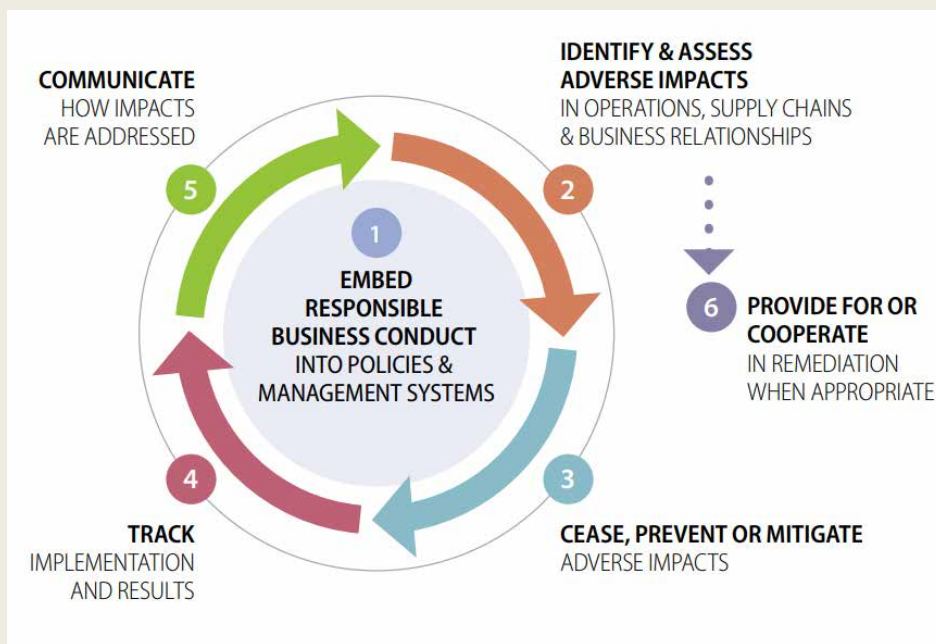 COMMUNICATE
HOW IMPACTS
ARE ADDRESSED
5
IDENTIFY & ASSESS
ADVERSE IMPACTS
IN OPERATIONS, SUPPLY CHAINS
& BUSINESS RELATIONSHIPS
2
1
EMBED
RESPONSIBLE
BUSINESS CONDUCT
INTO POLICIES &
MANAGEMENT SYSTEMS
6
PROVIDE FOR OR
COOPERATE
IN REMEDIATION
WHEN APPROPRIATE
4
TRACK
IMPLEMENTATION
AND RESULTS
3
CEASE, PREVENT OR MITIGATE
ADVERSE IMPACTS